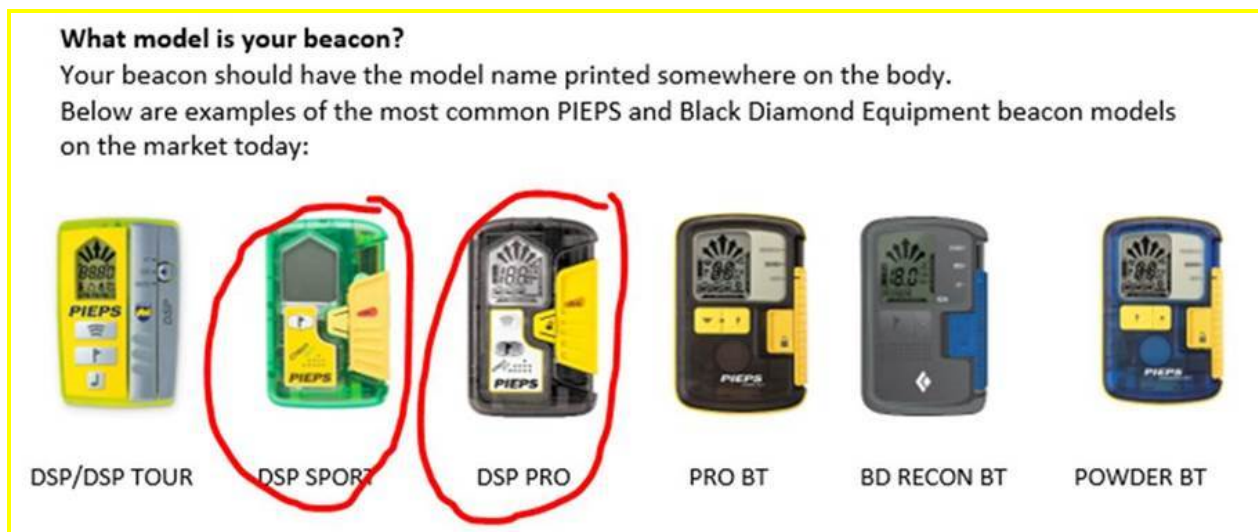 What model is your beacon?
Your beacon should have the model name printed somewhere on the body.
Below are examples of the most common PIEPS and Black Diamond Equipment beacon models
on the market today:
PIEPS
DSP
PIEPS
PIEPS
PIEPS
PIEPS
DSP/DSP TOUR
DSP SPORT
DSP PRO
PRO BT
BD RECON BT
POWDER BT